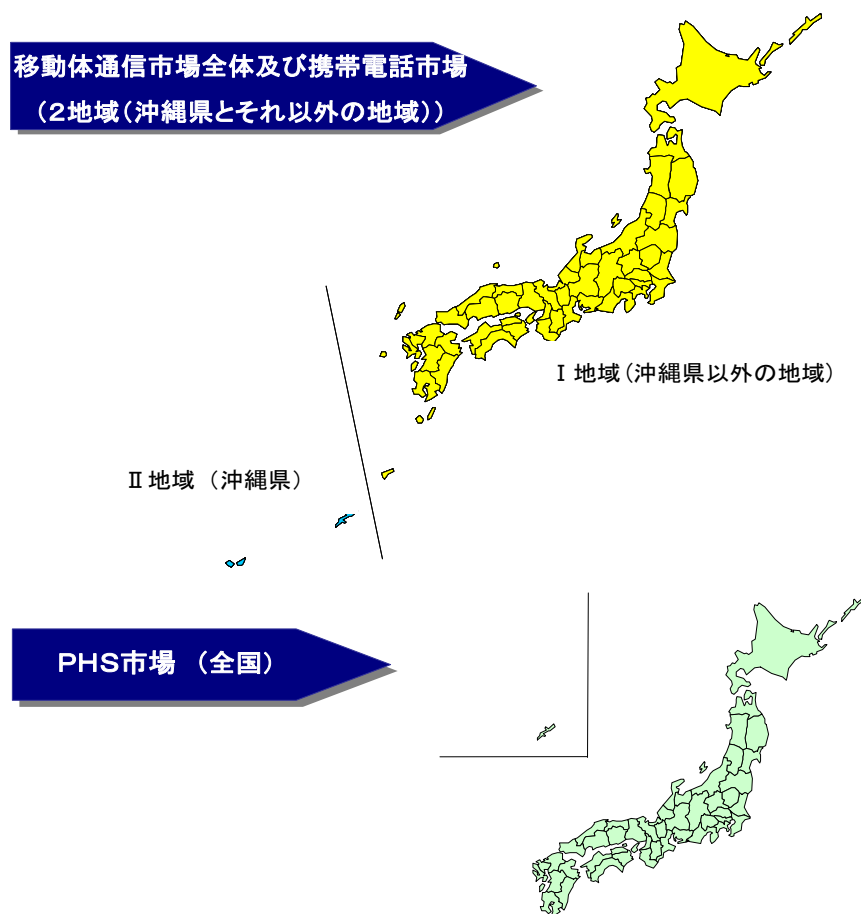 移動体通信市場全体及び携帯電話市場
(2地域(沖縄県とそれ以外の地域))
Ⅰ地域(沖縄県以外の地域)
Ⅱ地域 (沖縄県)
PHS市場 (全国)